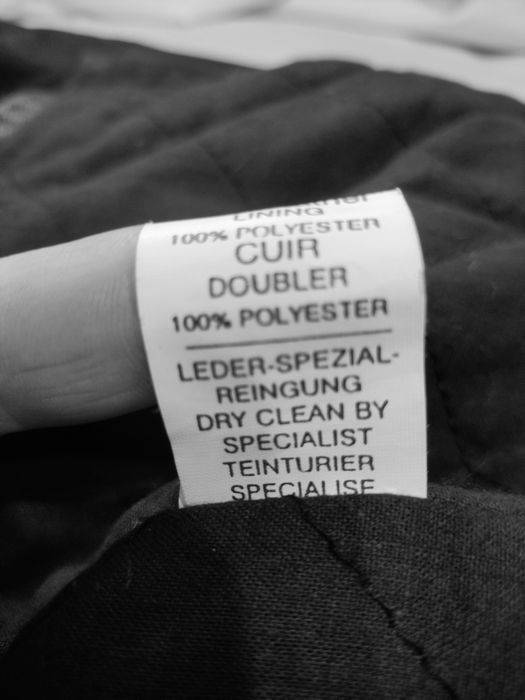 LINING
100% POLYESTER
CUIR
DOUBLER
100% POLYESTER
LEDER-SPEZIAL-
REINGUNG
DRY CLEAN BY
SPECIALIST
TEINTURIER
SPECIALISE